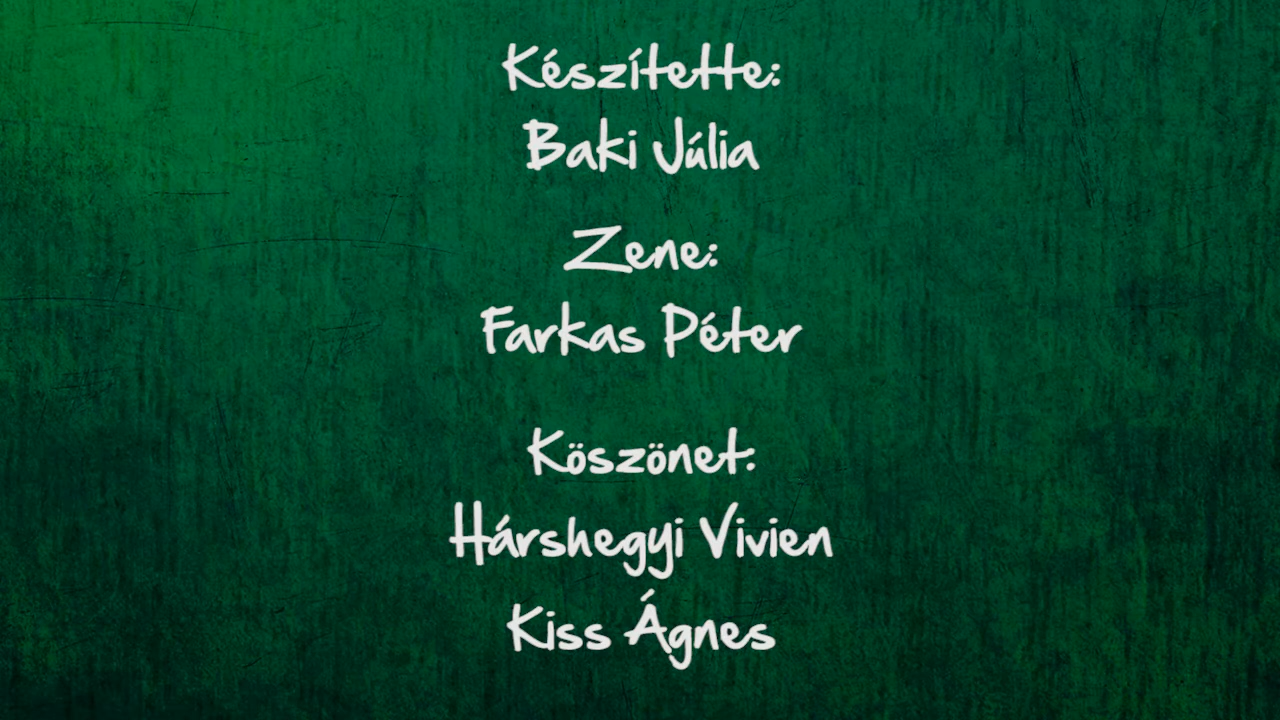 Készítette:
Baki Júlia
Zene:
Farkas Péter
Köszönet:
Hárshegyi Vivien
Kiss Ágnes